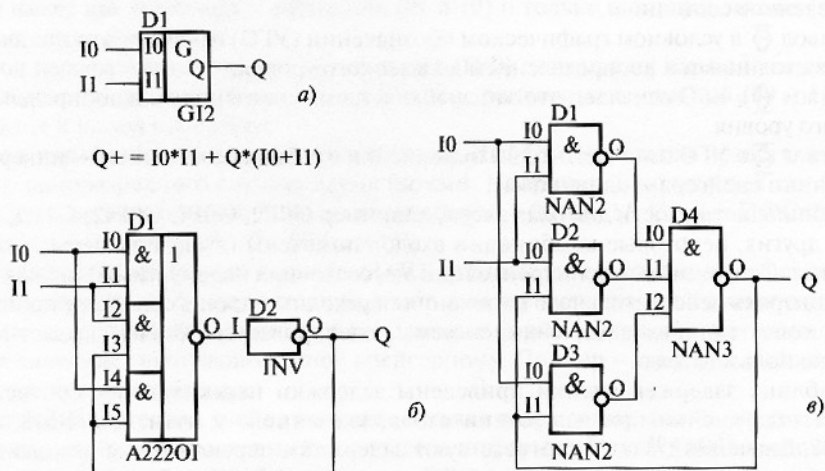 D1
I0 I0 G
Q Q
I1 I1
GI2
а)
Q+ = I0*I1 + Q*(I0+I1)
D1
I0 I0 & 1
I1 I1
I2 &
I3
O I D2 O Q
INV
I4 &
I5
A222OI
б)
D1
I0 I0 & O
I1
NAN2
D2
I0 & O
I1 I1
NAN2
D3
I0 & O
I1
NAN2
D4
I0 &
I1 O Q
I2
NAN3
в)